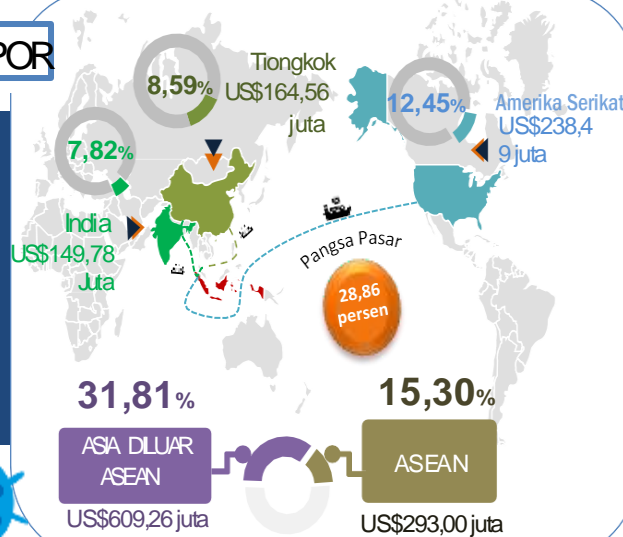 POR
8,59%
Tiongkok
US$164,56
juta
12,45%
Amerika Serikat
US$238,4
9 juta
7,82%
India
US$149,78
Juta
Pangsa Pasar
28,86
persen
31,81%
15,30%
ASIA DILUAR
ASEAN
ASEAN
US$609,26 juta
US$293,00 juta